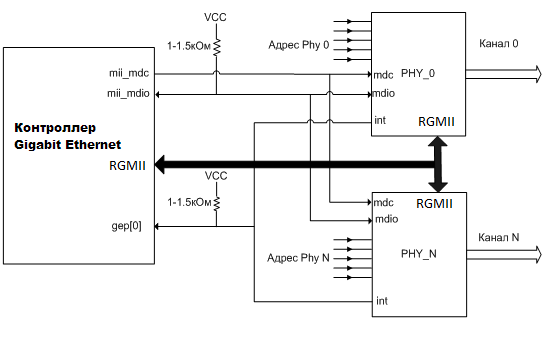 VCC
1-1.5кОм
Адрес Phy 0
Канал 0
mii_mdc
mdc
PHY_0
mii_mdio
mdio
Контроллер
Gigabit Ethernet
int
RGMII
RGMII
VCC
1-1.5кОм
mdc
RGMII
mdio
gep[0]
Канал N
Адрес Phy N
PHY_N
int